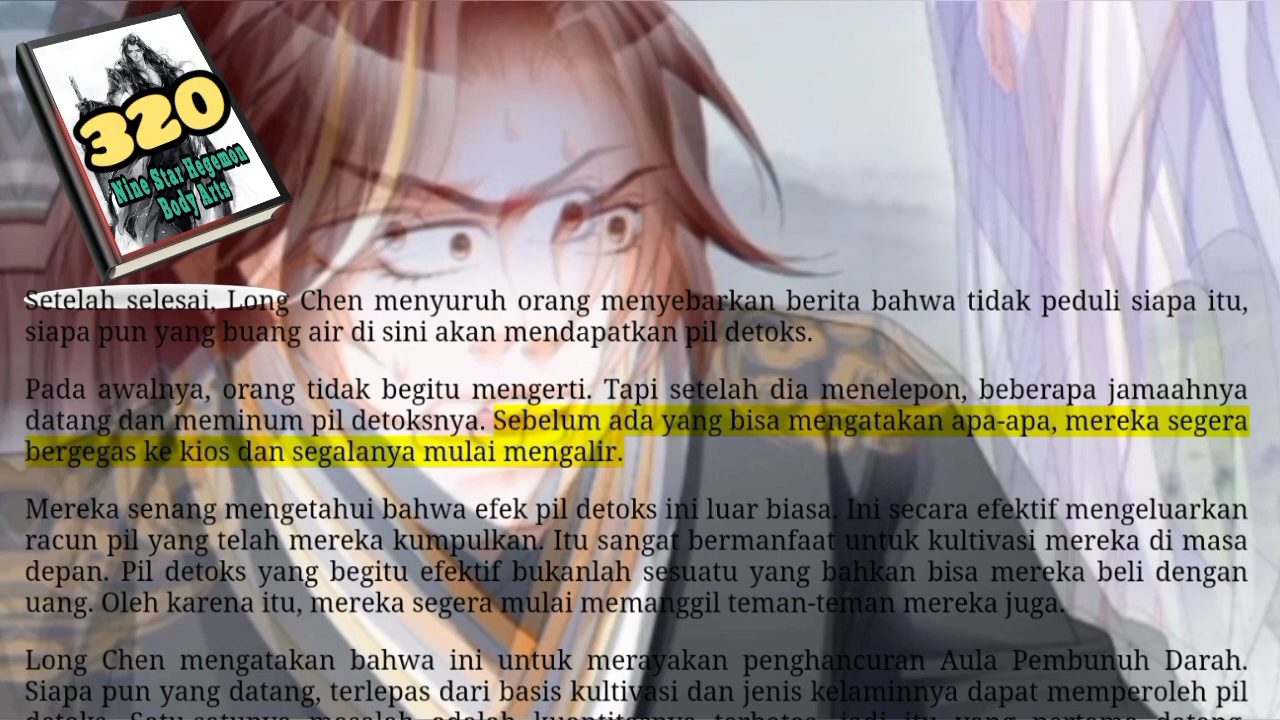 320
Nine Star Hegemon
Body Arts
Setelah selesai, Long Chen menyuruh orang menyebarkan berita bahwa tidak peduli siapa itu,
siapa pun yang buang air di sini akan mendapatkan pil detoks.
Pada awalnya, orang tidak begitu mengerti. Tapi setelah dia menelepon, beberapa jamaahnya
datang dan meminum pil detoksnya. Sebelum ada yang bisa mengatakan apa-apa, mereka segera
bergegas ke kios dan segalanya mulai mengalir.
Mereka senang mengetahui bahwa efek pil detoks ini luar biasa. Ini secara efektif mengeluarkan
racun pil yang telah mereka kumpulkan. Itu sangat bermanfaat untuk kultivasi mereka di masa
depan. Pil detoks yang begitu efektif bukanlah sesuatu yang bahkan bisa mereka beli dengan
uang. Oleh karena itu, mereka segera mulai memanggil teman-teman mereka juga.
Long Chen mengatakan bahwa ini untuk merayakan penghancuran Aula Pembunuh Darah.
Siapa pun yang datang, terlepas dari basis kultivasi dan jenis kelaminnya dapat memperoleh pil